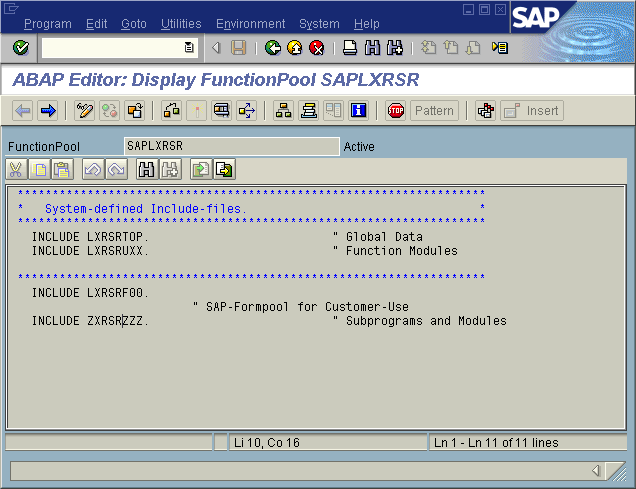 Program Edit Goto Utilities Environment System Help
SAP
ABAP Editor: Display FunctionPool SAPLXRSR
Pattern Insert
FunctionPool SAPLXRSR Active
*******************************************************************
* System-defined Include-files. *
*******************************************************************
INCLUDE LXRSRTOP. " Global Data
INCLUDE LXRSRUXX. " Function Modules
*******************************************************************
INCLUDE LXRSRF00.
" SAP-Formpool for Customer-Use
INCLUDE ZXRSRZZZ. " Subprograms and Modules
Li 10, Co 16 Ln 1 - Ln 11 of 11 lines